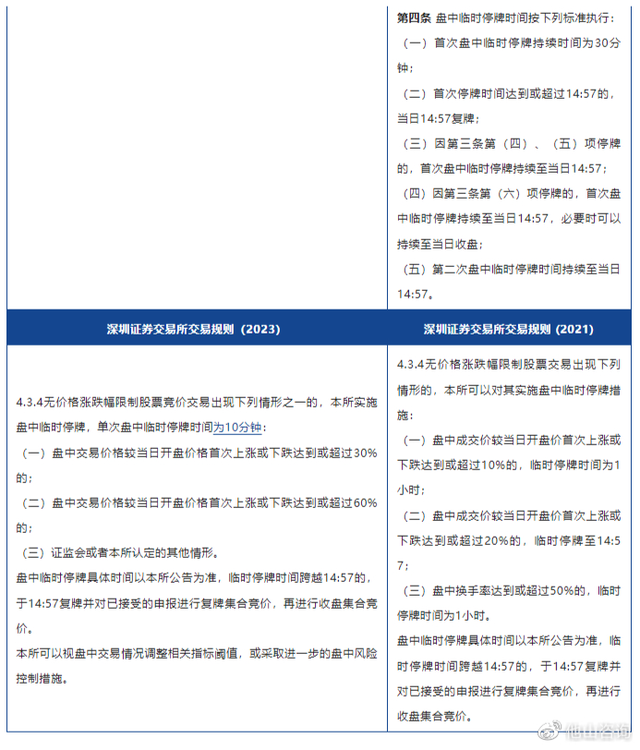 第四条 盘中临时停牌时间按下列标准执行：
（一）首次盘中临时停牌持续时间为30分
钟；
（二）首次停牌时间达到或超过14:57的，
当日14:57复牌；
（三）因第三条第（四）、（五）项停牌
的，首次盘中临时停牌持续至当日14:57；
（四）因第三条第（六）项停牌的，首次盘
中临时停牌持续至当日14:57，必要时可以
持续至当日收盘；
（五）第二次盘中临时停牌时间持续至当日
14:57。
深圳证券交易所交易规则 (2023)
深圳证券交易所交易规则 (2021)
4.3.4无价格涨跌幅限制股票竞价交易出现下列情形之一的，本所实施
盘中临时停牌，单次盘中临时停牌时间为10分钟：
（一）盘中交易价格较当日开盘价格首次上涨或下跌达到或超过30%
的；
（二）盘中交易价格较当日开盘价格首次上涨或下跌达到或超过60%
的；
（三）证监会或者本所认定的其他情形。
盘中临时停牌具体时间以本所公告为准，临时停牌时间跨越14:57的，
于14:57复牌并对已接受的申报进行复牌集合竞价，再进行收盘集合竞
价。
本所可以视盘中交易情况调整相关指标阈值，或采取进一步的盘中风险
控制措施。
4.3.4无价格涨跌幅限制股票交易出现下列
情形的，本所可以对其实施盘中临时停牌措
施：
（一）盘中成交价较当日开盘价首次上涨或
下跌达到或超过10%的，临时停牌时间为1
小时；
（二）盘中成交价较当日开盘价首次上涨或
下跌达到或超过20%的，临时停牌至14:5
7；
（三）盘中换手率达到或超过50%的，临时
停牌时间为1小时。
盘中临时停牌具体时间以本所公告为准，临
时停牌时间跨越14:57的，于14:57复牌并
对已接受的申报进行复牌集合竞价，再进行
收盘集合竞价。
@他山咨询